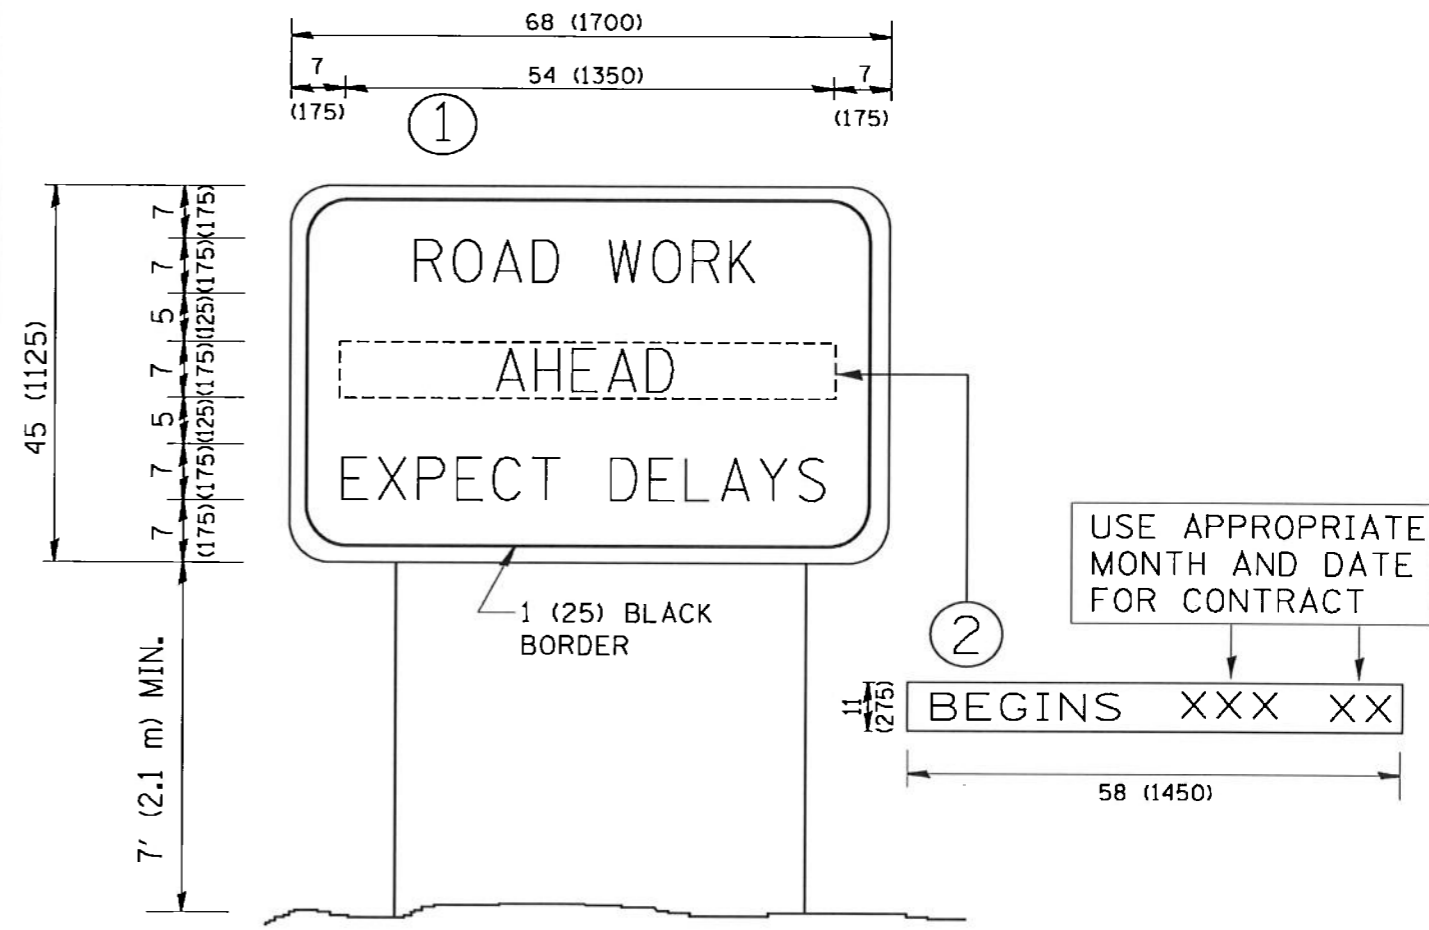 68 (1700)
7 54 (1350) 7
(175) (175)
1
45 (1125)
7 (175)
7 (175)
5 (125)
7 (175)
5 (125)
7 (175)
7 (175)
ROAD WORK
AHEAD
EXPECT DELAYS
1 (25) BLACK
BORDER
7' (2.1 m) MIN.
USE APPROPRIATE
MONTH AND DATE
FOR CONTRACT
2
11
(275)
BEGINS XXX XX
58 (1450)